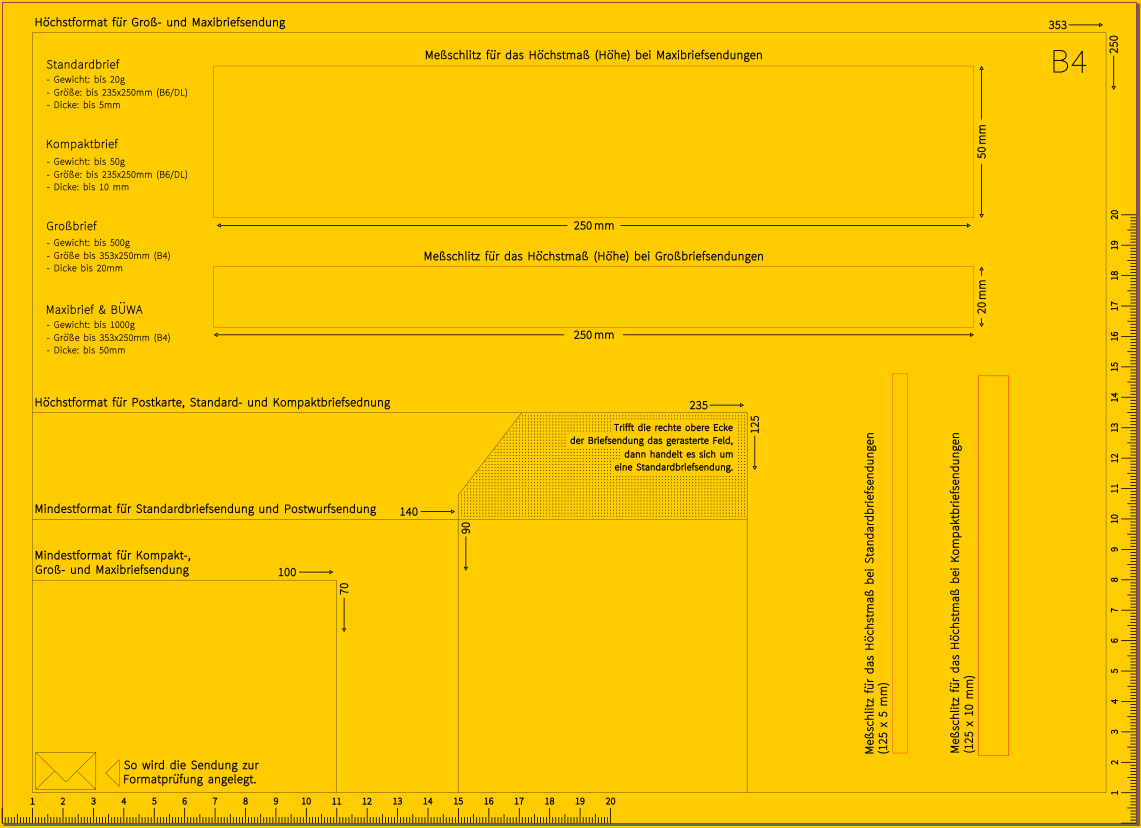 Höchstformat für Groß- und Maxibriefsendung
353
250
B4
Meßschlitz für das Höchstmaß (Höhe) bei Maxibriefsendungen
50 mm
250 mm
Standardbrief
- Gewicht: bis 20g
- Größe: bis 235x250mm (B6/DL)
- Dicke: bis 5mm
Kompaktbrief
- Gewicht: bis 50g
- Größe: bis 235x250mm (B6/DL)
- Dicke: bis 10 mm
Großbrief
- Gewicht: bis 500g
- Größe bis 353x250mm (B4)
- Dicke bis 20mm
Maxibrief & BÜWA
- Gewicht: bis 1000g
- Größe bis 353x250mm (B4)
- Dicke: bis 50mm
Meßschlitz für das Höchstmaß (Höhe) bei Großbriefsendungen
20 mm
250 mm
Höchstformat für Postkarte, Standard- und Kompaktbriefsednung
235
125
Trifft die rechte obere Ecke
der Briefsendung das gerasterte Feld,
dann handelt es sich um
eine Standardbriefsendung.
Mindestformat für Standardbriefsendung und Postwurfsendung
140
90
Mindestformat für Kompakt-,
Groß- und Maxibriefsendung
100
70
So wird die Sendung zur
Formatprüfung angelegt.
Meßschlitz für das Höchstmaß bei Standardbriefsendungen
(125 x 5 mm)
Meßschlitz für das Höchstmaß bei Kompaktbriefsendungen
(125 x 10 mm)
20
19
18
17
16
15
14
13
12
11
10
9
8
7
6
5
4
3
2
1
1 2 3 4 5 6 7 8 9 10 11 12 13 14 15 16 17 18 19 20